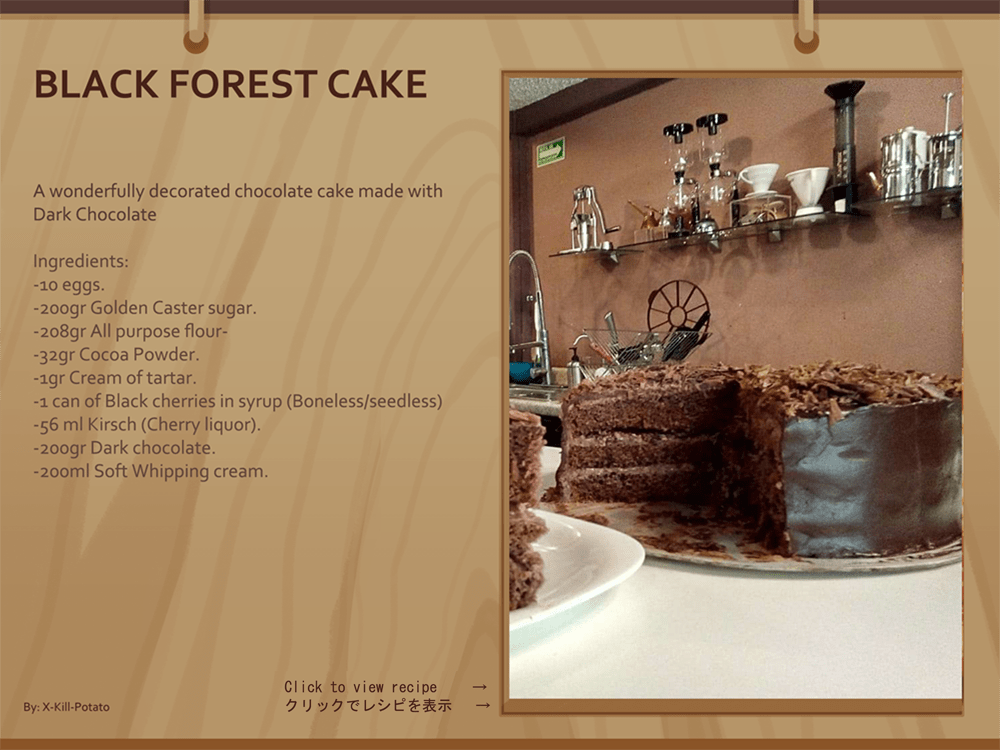 BLACK FOREST CAKE
A wonderfully decorated chocolate cake made with
Dark Chocolate
Ingredients:
-10 eggs.
-200gr Golden Caster sugar.
-208gr All purpose flour-
-32gr Cocoa Powder.
-1gr Cream of tartar.
-1 can of Black cherries in syrup (Boneless/seedless)
-56 ml Kirsch (Cherry liquor).
-200gr Dark chocolate.
-200ml Soft Whipping cream.
Click to view recipe →
クリックでレシピを表示 →
By: X-Kill-Potato